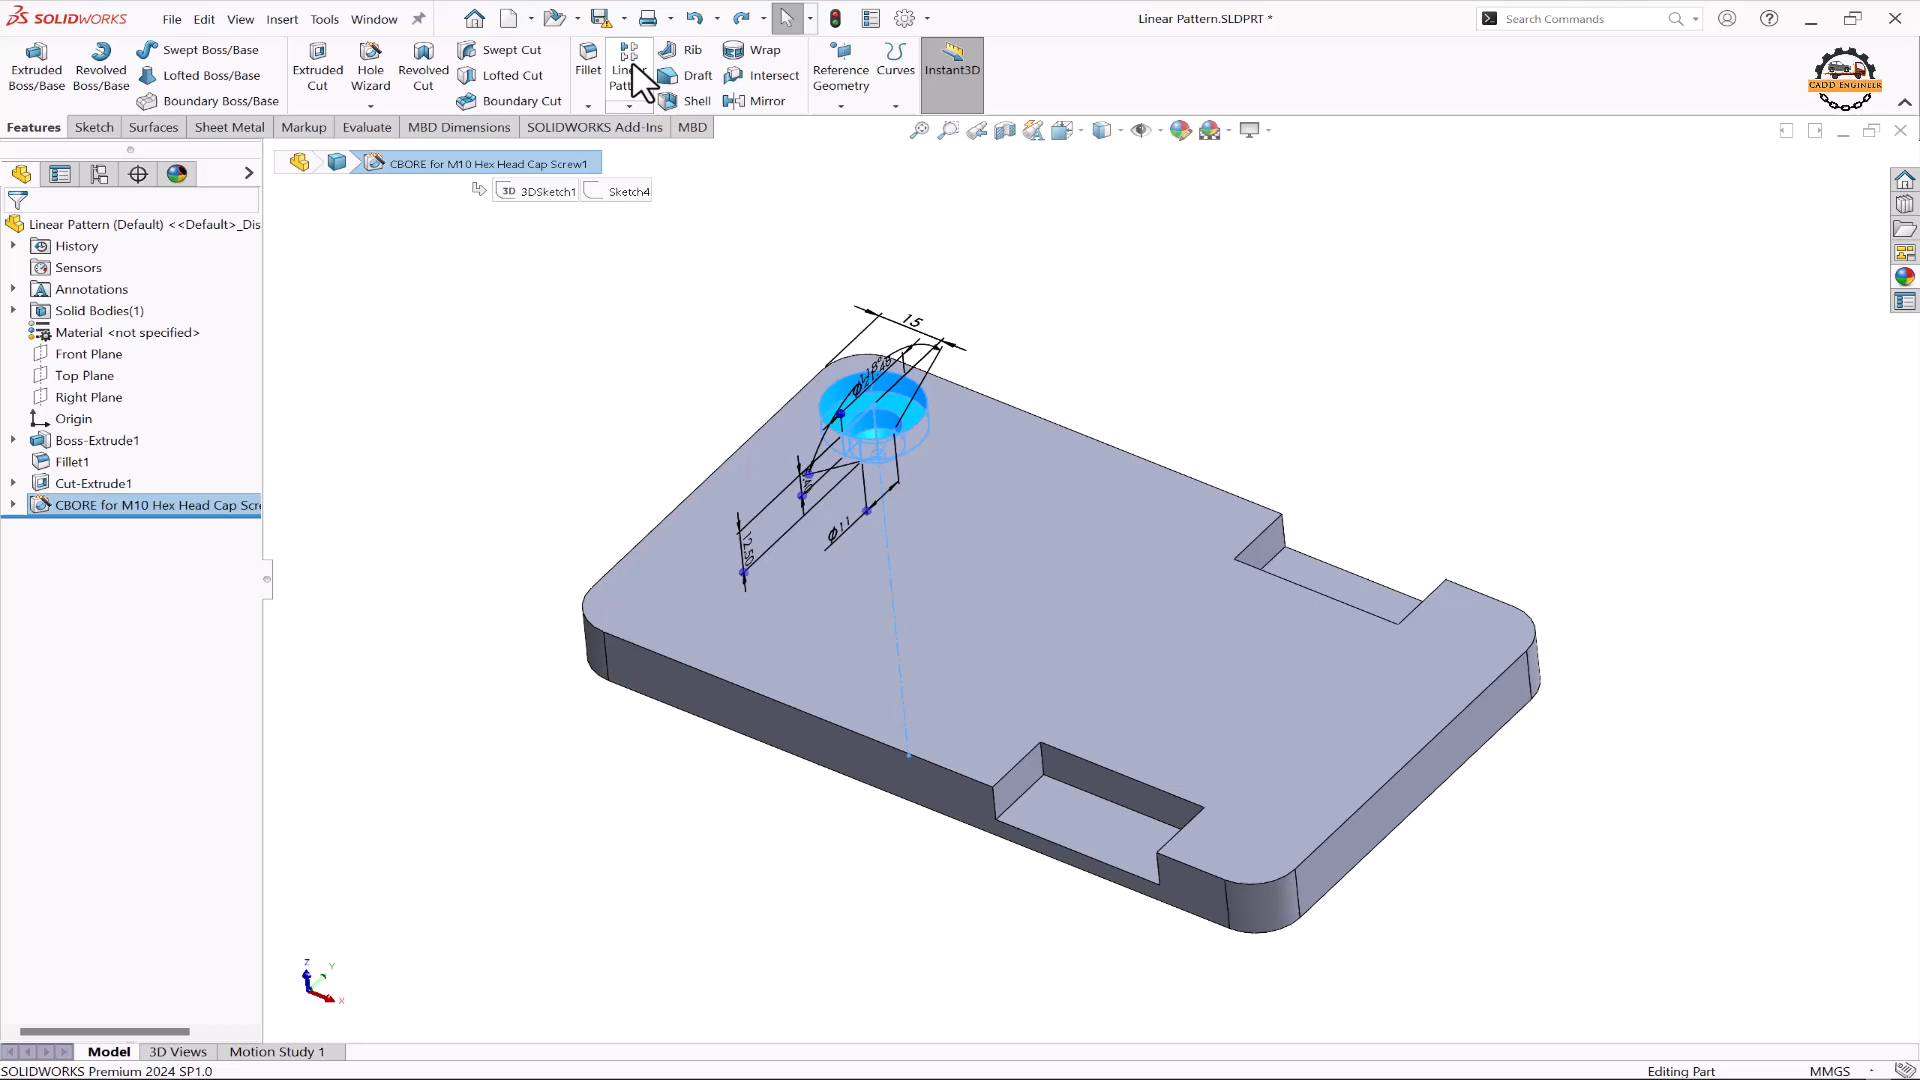 SOLIDWORKS File Edit View Insert Tools Window Linear Pattern.SLDPRT * Search Commands
Extruded Boss/Base
Revolved Boss/Base
Swept Boss/Base
Lofted Boss/Base
Boundary Boss/Base
Extruded Cut
Hole Wizard
Revolved Cut
Swept Cut
Lofted Cut
Boundary Cut
Fillet
Rib
Draft
Shell
Wrap
Intersect
Mirror
Reference Geometry
Curves
Instant3D
CADD ENGINEER
Features Sketch Surfaces Sheet Metal Markup Evaluate MBD Dimensions SOLIDWORKS Add-Ins MBD
CBORE for M10 Hex Head Cap Screw1
3D 3DSketch1 Sketch4
Linear Pattern (Default) <<Default>_Dis
History
Sensors
Annotations
Solid Bodies(1)
Material <not specified>
Front Plane
Top Plane
Right Plane
Origin
Boss-Extrude1
Fillet1
Cut-Extrude1
CBORE for M10 Hex Head Cap Scre
15
Ø11
12.50
Z
Y
X
Model 3D Views Motion Study 1
SOLIDWORKS Premium 2024 SP1.0 Editing Part MMGS